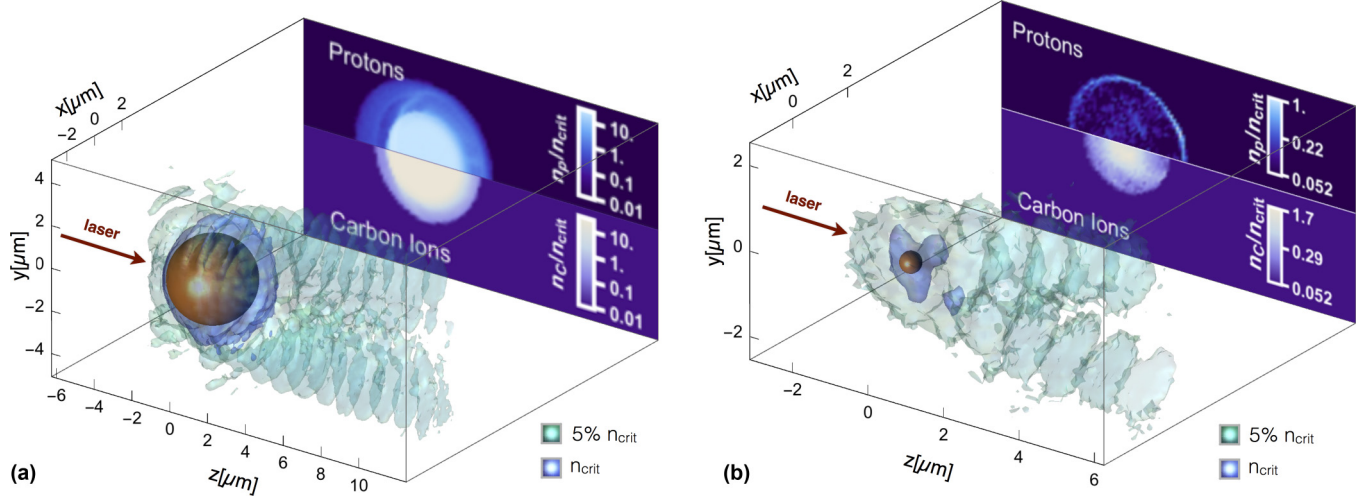 Protons
n_p/n_crit
10.
1.
0.1
0.01
Carbon Ions
n_C/n_crit
10.
1.
0.1
0.01
x[μm]
−2
0
2
y[μm]
4
2
0
−2
−4
laser
−6
−4
−2
0
2
4
6
8
10
z[μm]
5% n_crit
n_crit
(a)
Protons
n_p/n_crit
1.
0.22
0.052
Carbon Ions
n_C/n_crit
1.7
0.29
0.052
x[μm]
0
2
y[μm]
2
0
−2
laser
−2
0
2
4
6
z[μm]
5% n_crit
n_crit
(b)